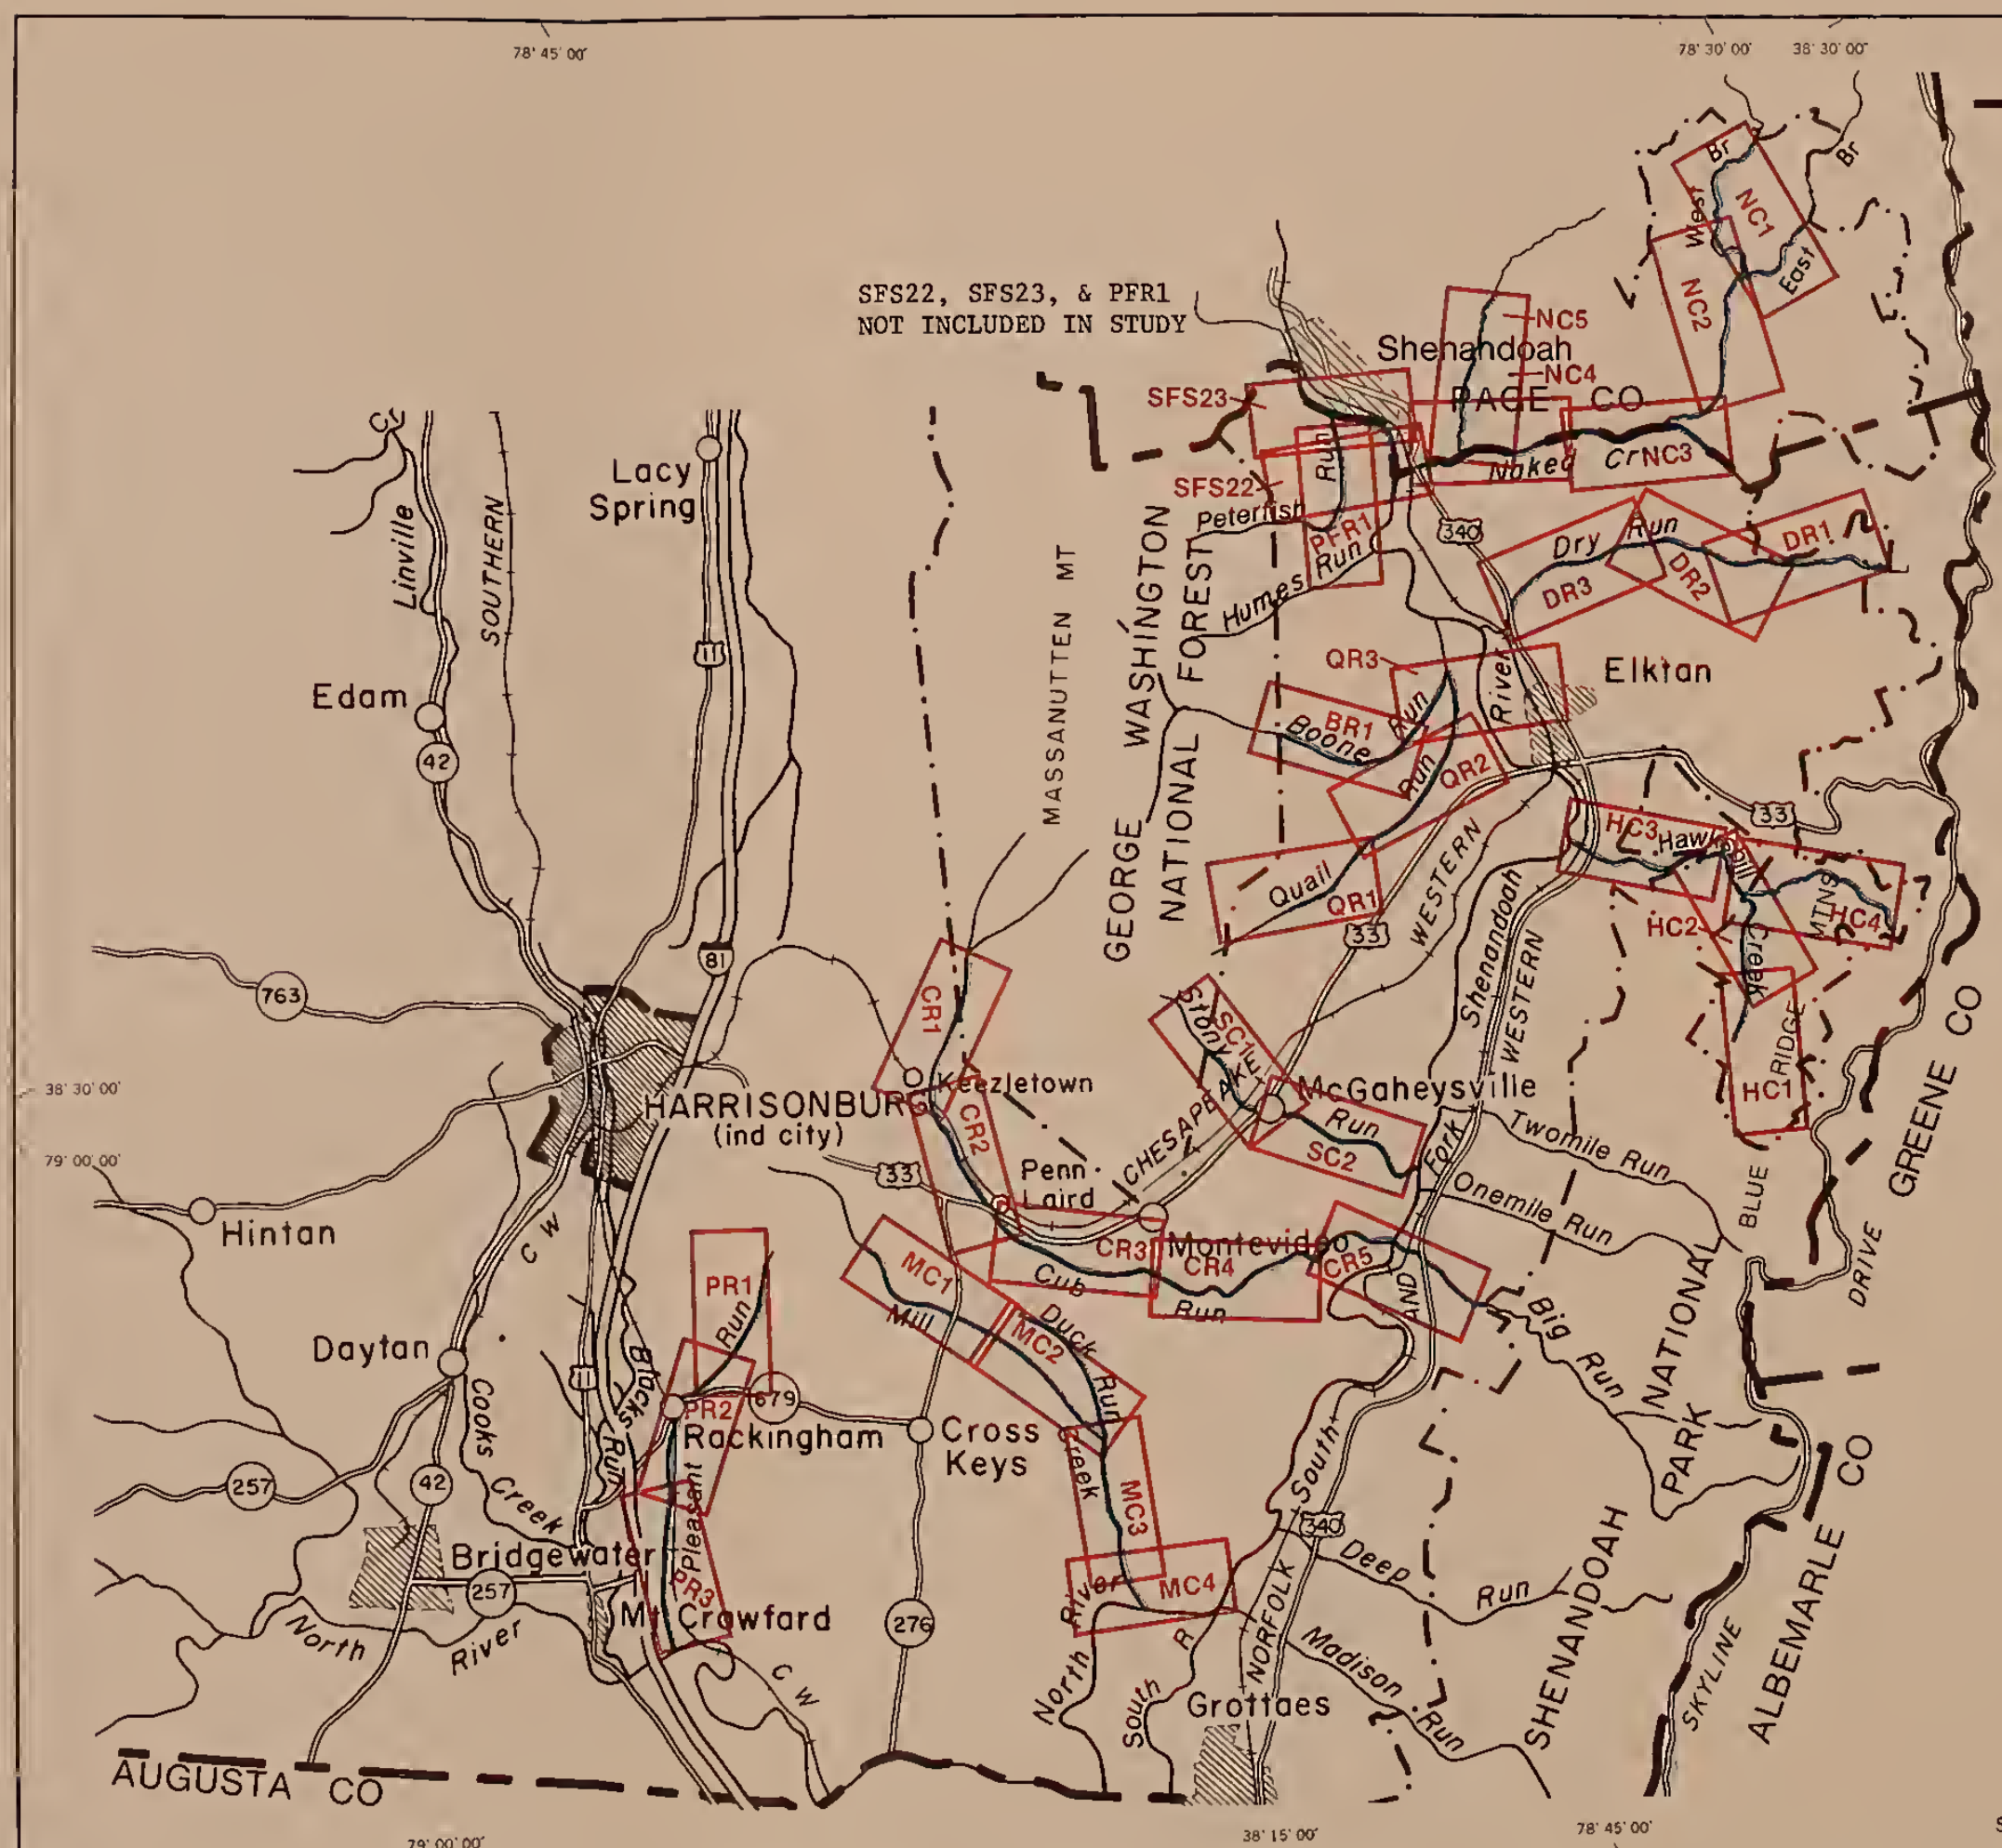 78° 45' 00"
78° 30' 00"
38° 30' 00"
Br
Br
West
NC1
East
NC2
SFS22, SFS23, & PFR1
NOT INCLUDED IN STUDY
NC5
Shenandoah
NC4
PAGE CO
SFS23
Cr
Lacy
Spring
Run
Naked Cr
NC3
SFS22
Peterfish
PFR1
340
Dry Run
DR1
DR2
DR3
Linville
SOUTHERN
MASSANUTTEN MT
GEORGE WASHINGTON
NATIONAL FOREST
Humes Run
11
QR3
River
Elktan
Edam
BR1
Boone Run
42
Run
QR2
33
HC3
Hawksbill
Quail
QR1
WESTERN
Shenandoah
MTNS
HC4
HC2
Creek
33
81
763
CR1
WESTERN
Stony
SC1
RIDGE
HC1
GREENE CO
Keezletown
McGaheysville
38° 30' 00"
HARRISONBURG
(ind city)
CR2
CHESAPEAKE
Run
SC2
Fork
Twomile Run
79° 00' 00"
33
Penn
Laird
Onemile Run
BLUE
Hintan
C W
CR3
Montevideo
CR4
CR5
DRIVE
PR1
MC1
Cub
Run
AND
Run
Mill
MC2
Duck
Run
Big Run
NATIONAL
PARK
Daytan
11
Blacks
Run
679
PR2
Rackingham
Cross
Keys
Cooks
Creek
Creek
South
257
42
Pleasant
MC3
340
CO
Bridgewater
257
PR3
River
MC4
Deep
Run
Mt Crowfard
276
NORFOLK
SHENANDOAH
ALBEMARLE
North
River
R
Madison Run
C W
North
South
Grottaes
SKYLINE
AUGUSTA CO
79° 00' 00"
38° 15' 00"
78° 45' 00"
S